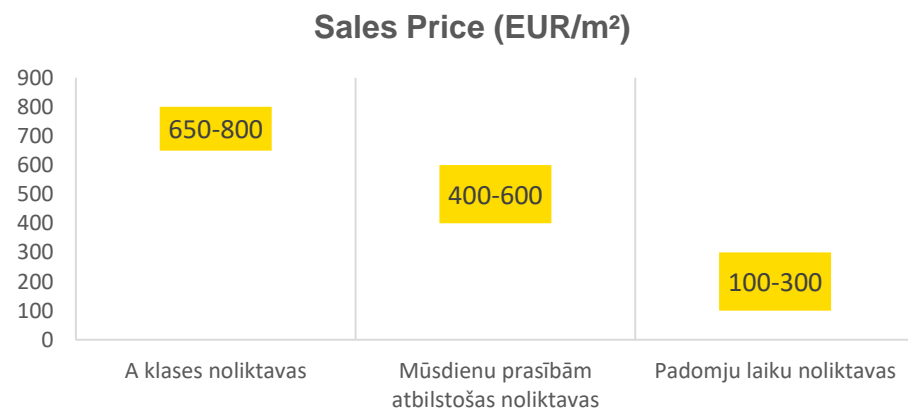 Sales Price (EUR/m²)
900
800
700
600
500
400
300
200
100
0
650-800
400-600
100-300
A klases noliktavas
Mūsdienu prasībām
atbilstošas noliktavas
Padomju laiku noliktavas